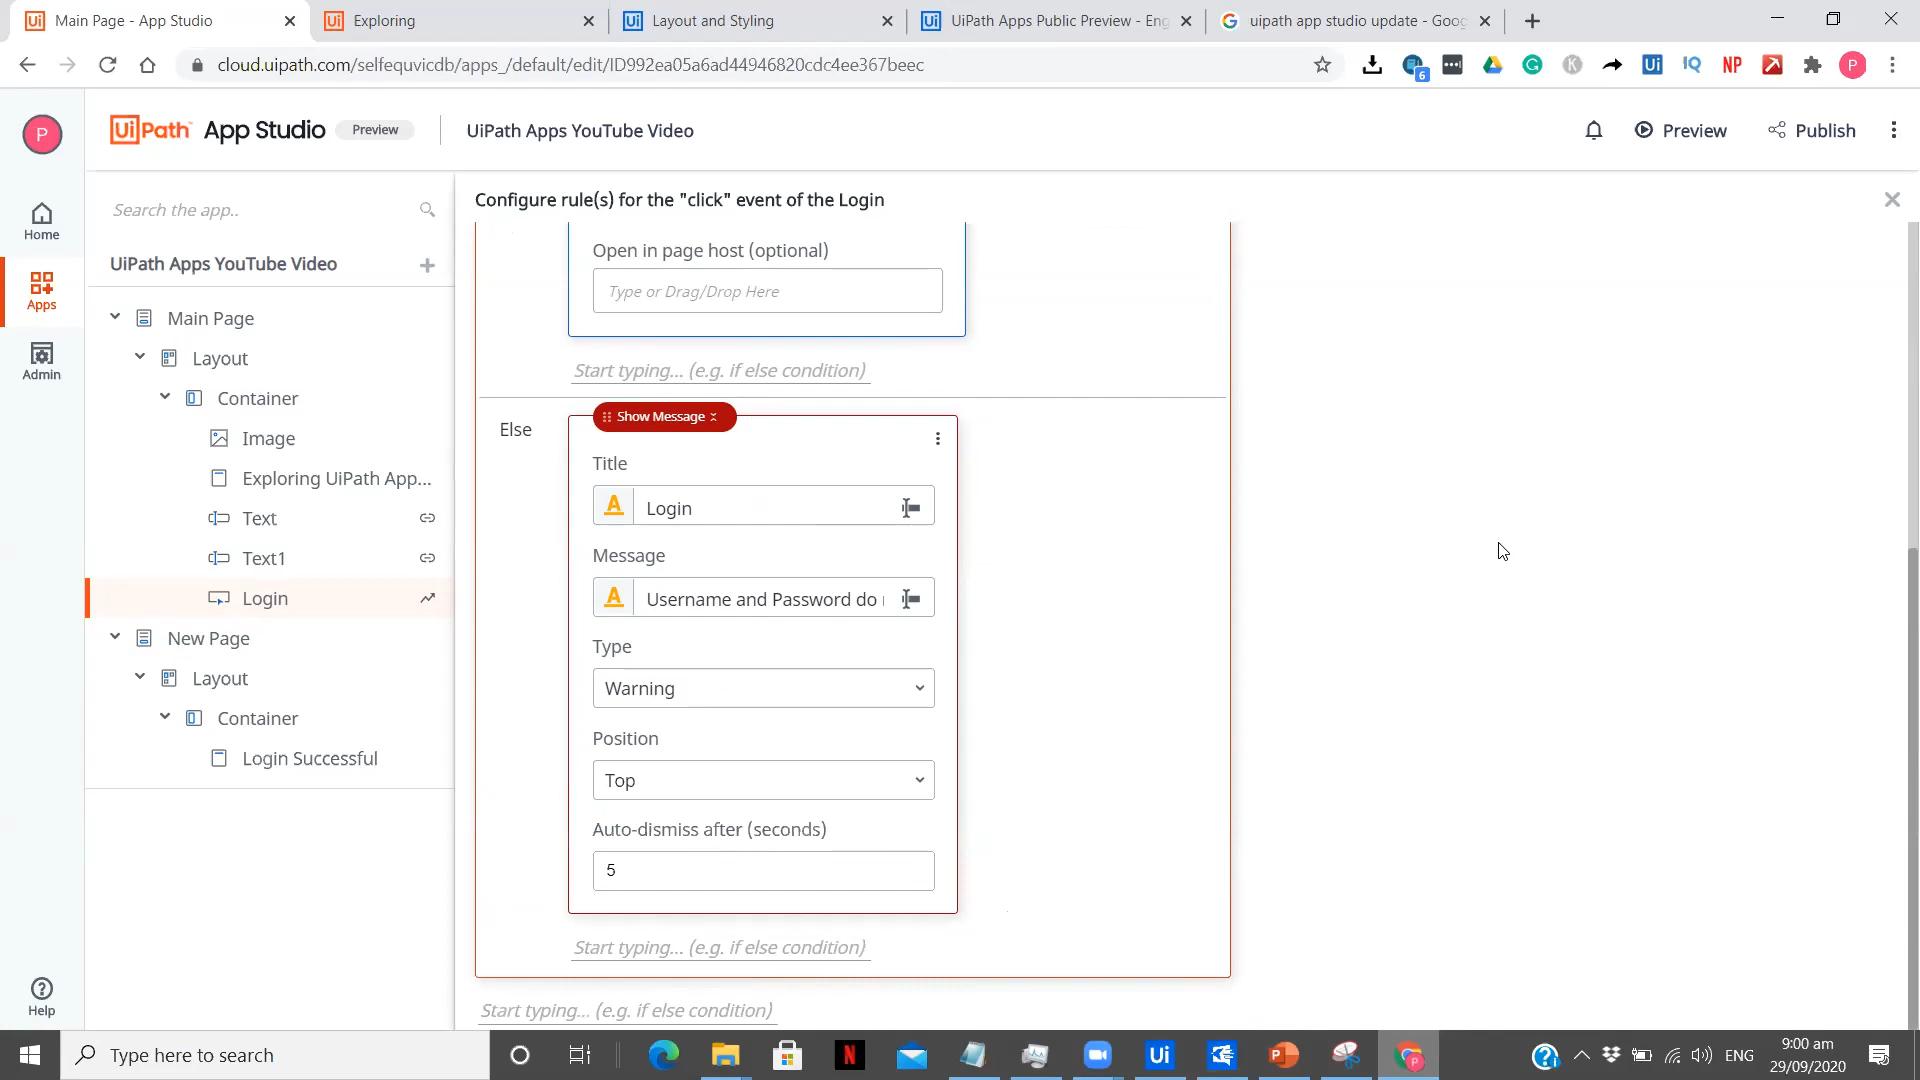 Main Page - App Studio
Exploring
Layout and Styling
UiPath Apps Public Preview - Eng
uipath app studio update - Goog
cloud.uipath.com/selfequvicdb/apps_/default/edit/ID992ea05a6ad44946820cdc4ee367beec
6
Ui
IQ
NP
P
P
UiPath App Studio
Preview
UiPath Apps YouTube Video
Preview
Publish
Home
Apps
Admin
Help
Search the app..
UiPath Apps YouTube Video
Main Page
Layout
Container
Image
Exploring UiPath App...
Text
Text1
Login
New Page
Layout
Container
Login Successful
Configure rule(s) for the "click" event of the Login
Open in page host (optional)
Type or Drag/Drop Here
Start typing... (e.g. if else condition)
Else
Show Message
Title
A
Login
Message
A
Username and Password do
Type
Warning
Position
Top
Auto-dismiss after (seconds)
5
Start typing... (e.g. if else condition)
Start typing... (e.g. if else condition)
Type here to search
ENG
9:00 am
29/09/2020